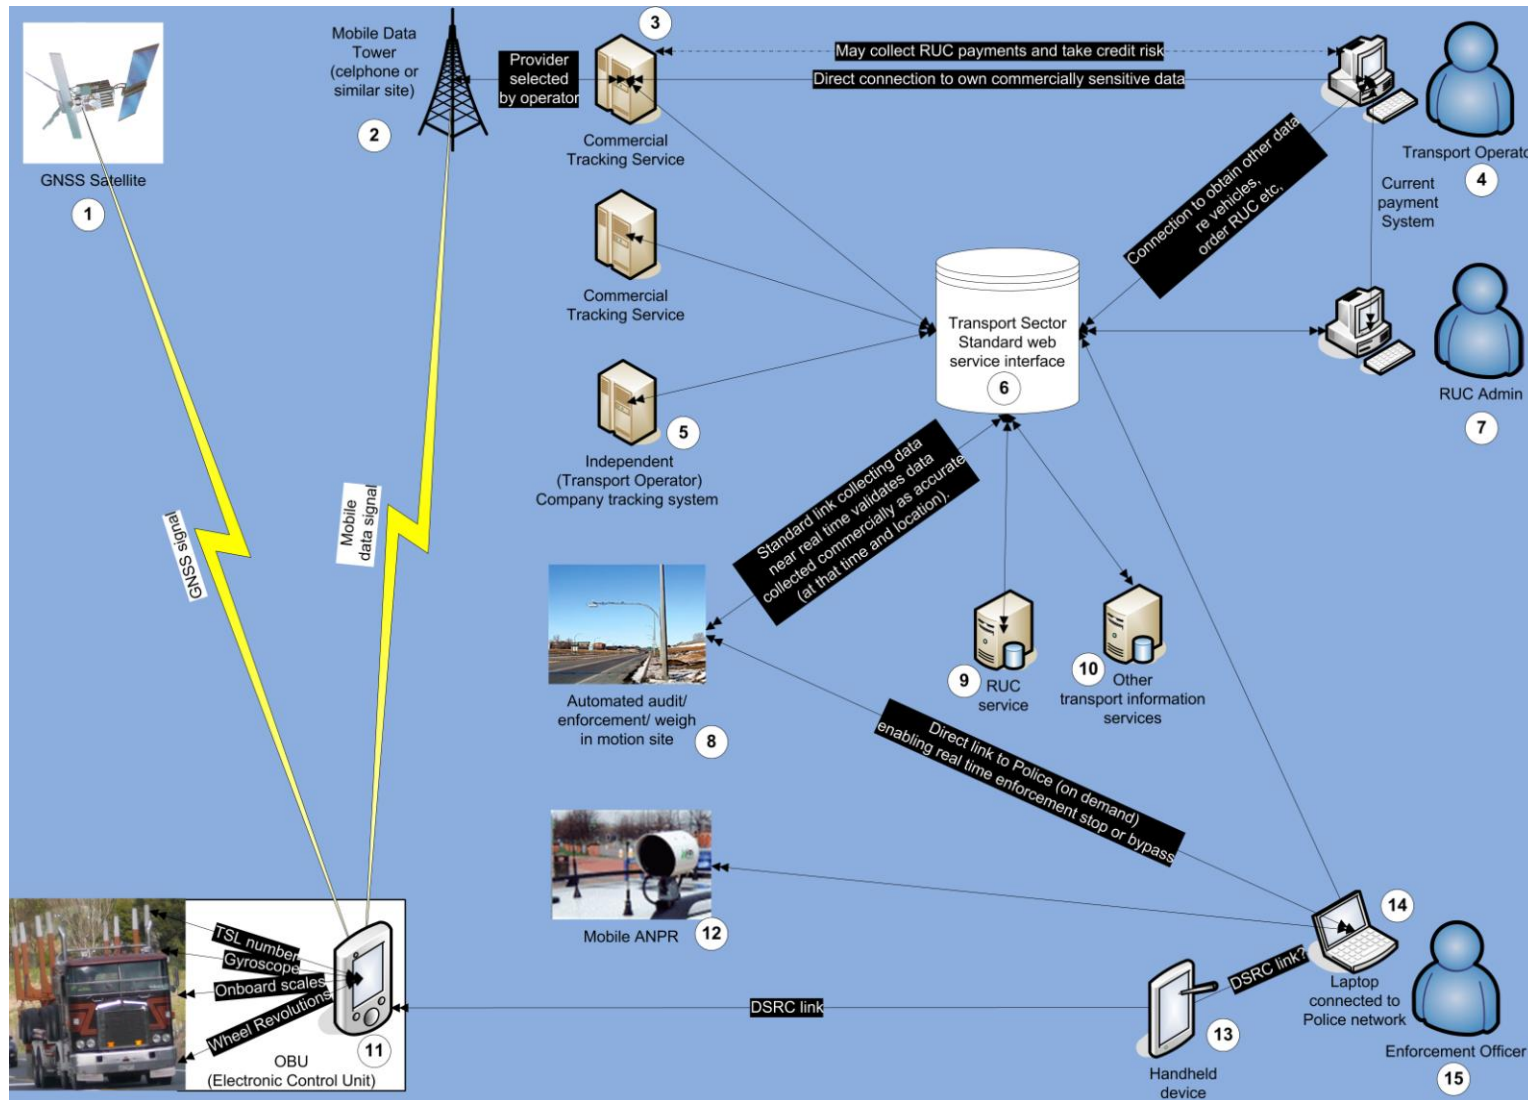 GNSS Satellite
1
Mobile Data
Tower
(celphone or
similar site)
2
Provider
selected
by operator
3
Commercial
Tracking Service
May collect RUC payments and take credit risk
Direct connection to own commercially sensitive data
Transport Operato
4
Current
payment
System
Connection to obtain other data
re vehicles,
order RUC etc,
Commercial
Tracking Service
Transport Sector
Standard web
service interface
6
RUC Admin
7
5
Independent
(Transport Operator)
Company tracking system
GNSS signal
Mobile
data signal
Standard link collecting data
near real time validates data
collected commercially as accurate
(at that time and location).
Automated audit/
enforcement/ weigh
in motion site
8
9
RUC
service
10
Other
transport information
services
Direct link to Police (on demand)
enabling real time enforcement stop or bypass
Mobile ANPR
12
TSL number
Gyroscope
Onboard scales
Wheel Revolutions
OBU
(Electronic Control Unit)
11
DSRC link
DSRC link?
13
Handheld
device
14
Laptop
connected to
Police network
Enforcement Officer
15